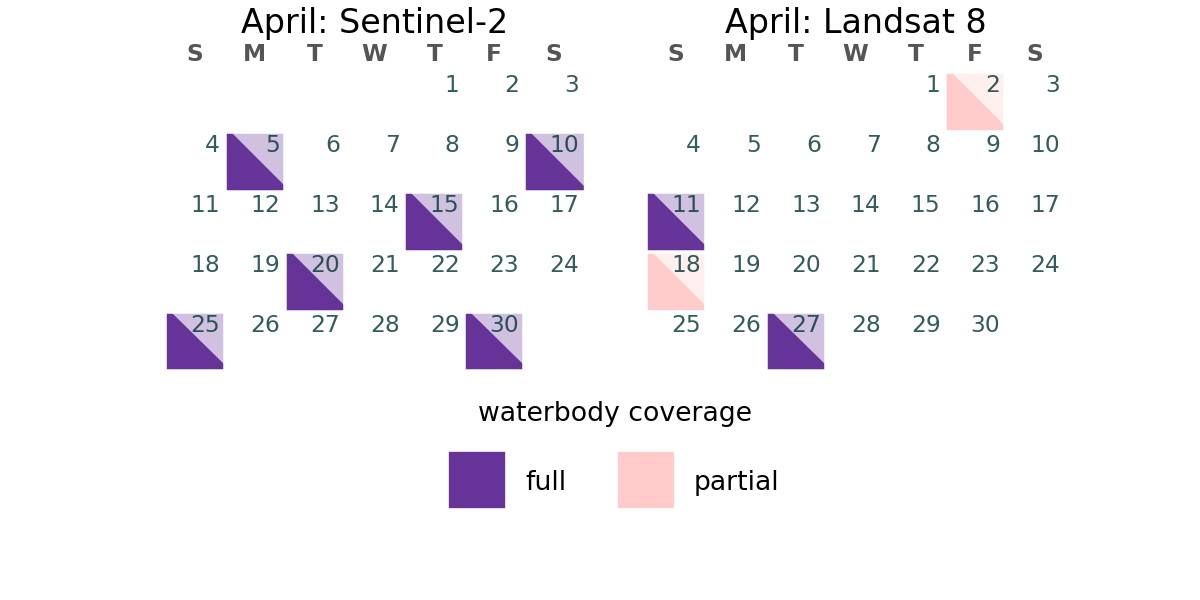 April: Sentinel-2
S M T W T F S
1 2 3
4 5 6 7 8 9 10
11 12 13 14 15 16 17
18 19 20 21 22 23 24
25 26 27 28 29 30
April: Landsat 8
S M T W T F S
1 2 3
4 5 6 7 8 9 10
11 12 13 14 15 16 17
18 19 20 21 22 23 24
25 26 27 28 29 30
waterbody coverage
full
partial